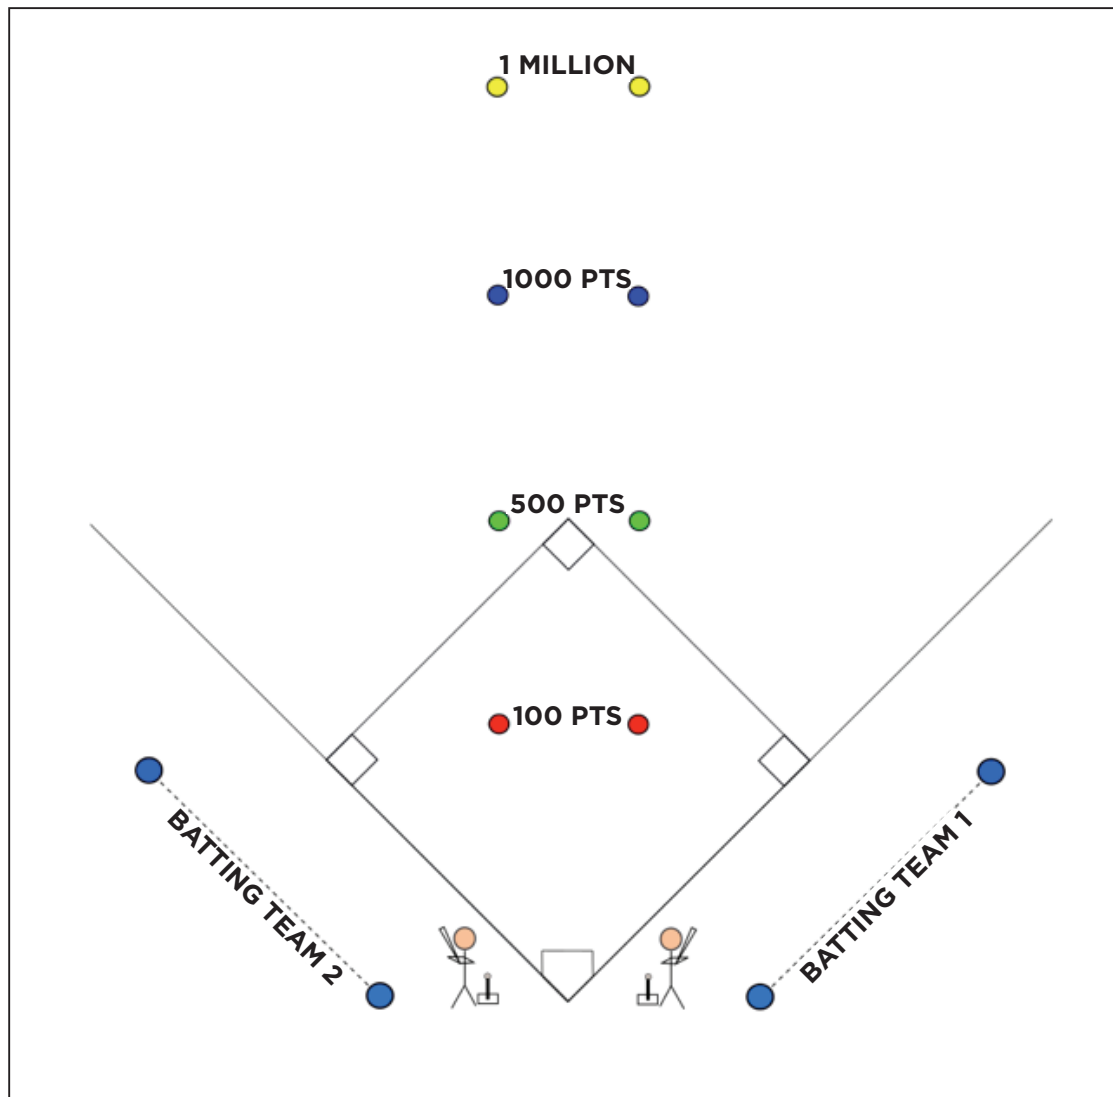 1 MILLION
1000 PTS
500 PTS
100 PTS
BATTING TEAM 2
BATTING TEAM 1